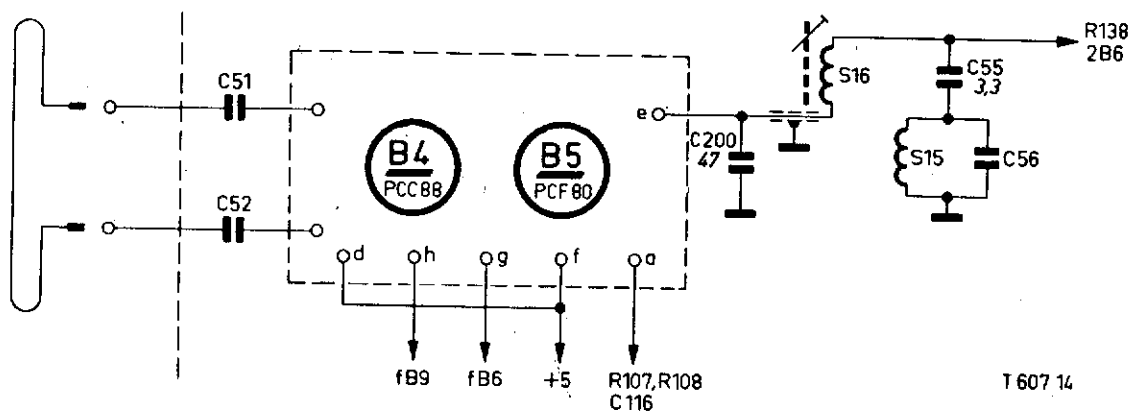 C51
C52
B4
PCC88
B5
PCF80
e
d
h
g
f
a
fB9
fB6
+5
R107,R108
C116
C200
47
S16
R138
2B6
C55
3,3
S15
C56
T 607 14